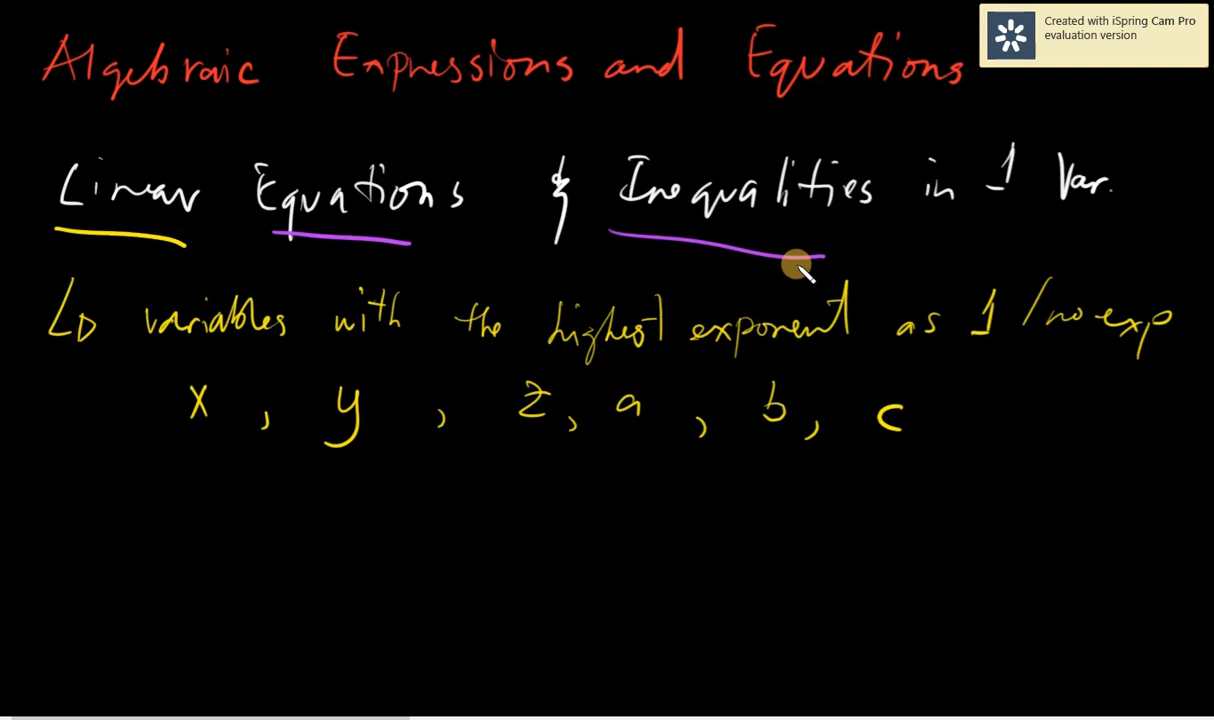 Created with iSpring Cam Pro
evaluation version
Algebraic Expressions and Equations
Linear Equations & Inequalities in 1 Var.
variables with the highest exponent as 1 / no exp
x , y , z , a , b , c